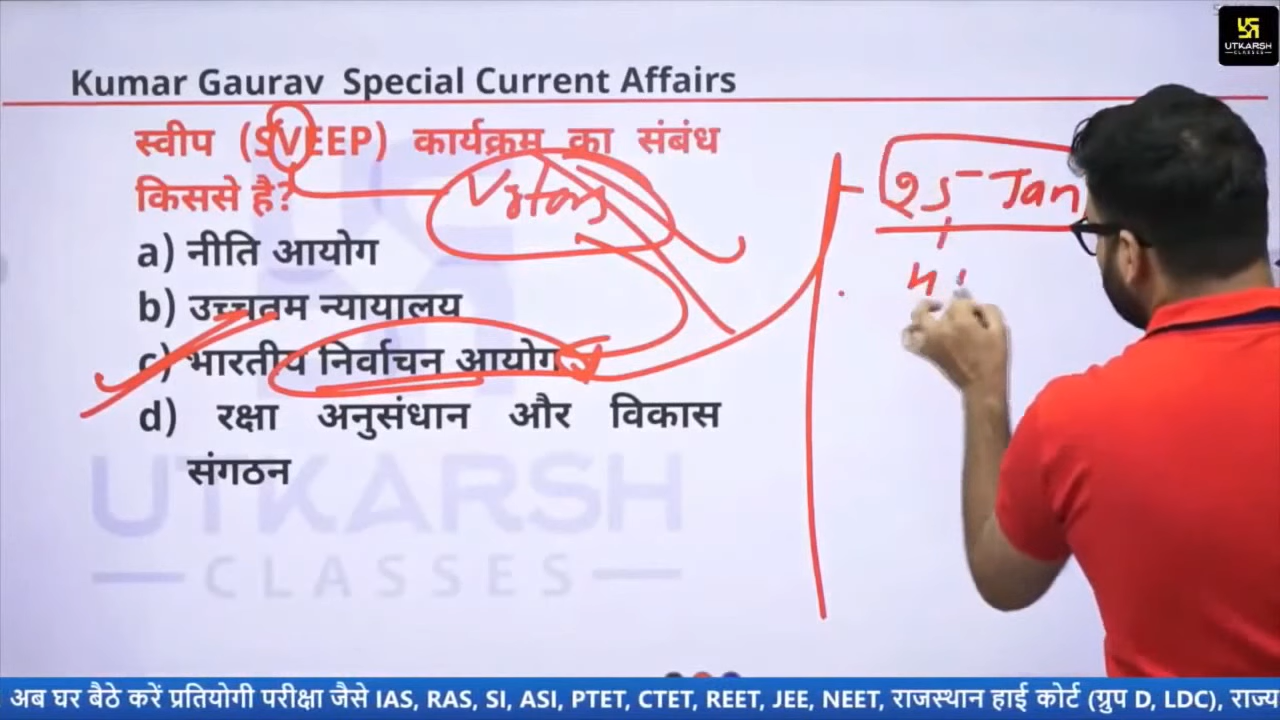 UTKARSH
CLASSES
Kumar Gaurav Special Current Affairs
स्वीप (SVEEP) कार्यक्रम का संबंध
किससे है?
a) नीति आयोग
b) उच्चतम न्यायालय
c) भारतीय निर्वाचन आयोग
d) रक्षा अनुसंधान और विकास
संगठन
25 Jan
UTKARSH
CLASSES
अब घर बैठे करें प्रतियोगी परीक्षा जैसे IAS, RAS, SI, ASI, PTET, CTET, REET, JEE, NEET, राजस्थान हाई कोर्ट (ग्रुप D, LDC), राज्य